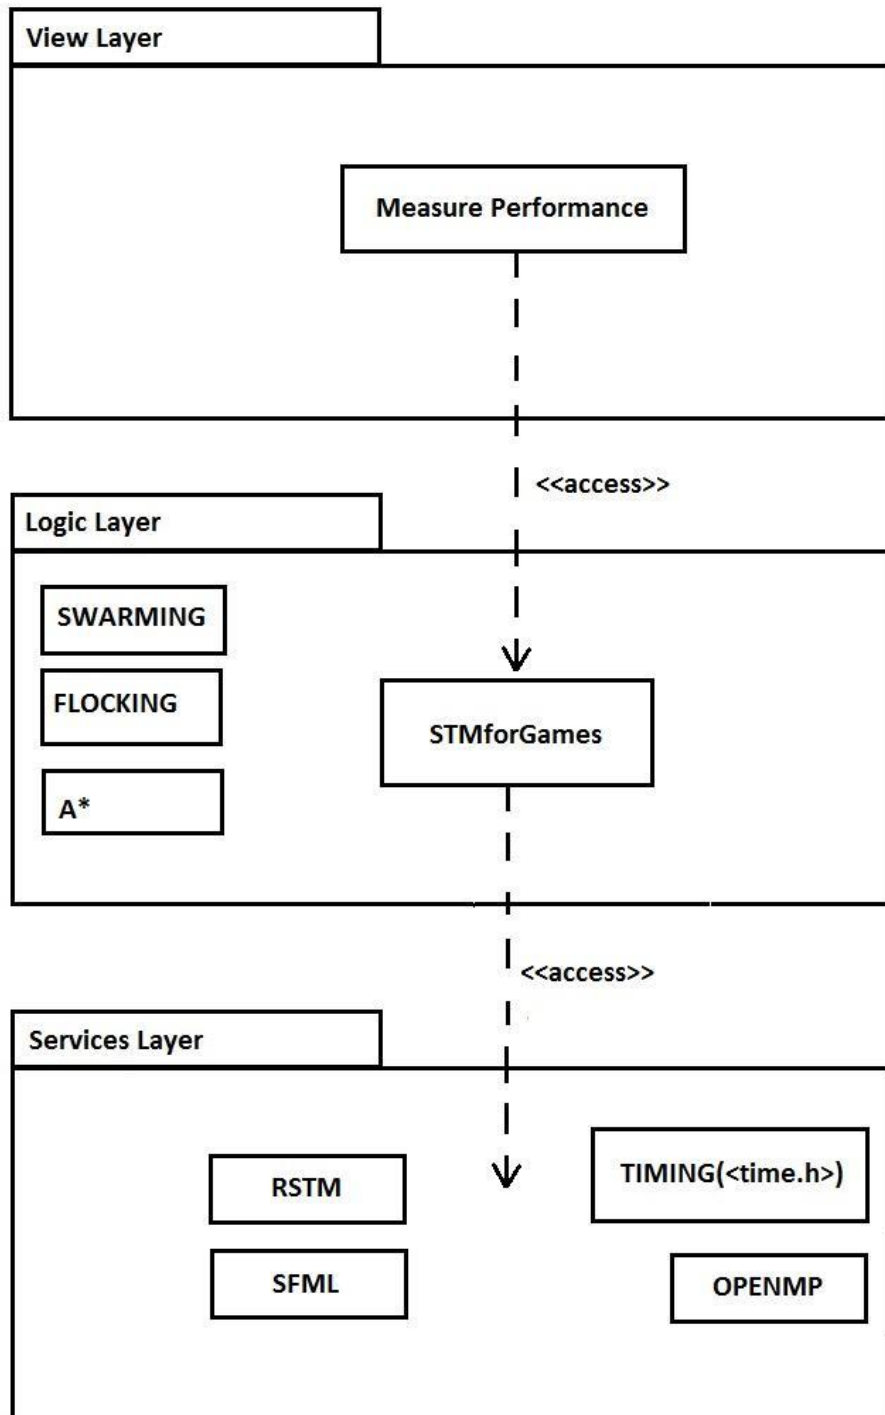 View Layer
Measure Performance
<<access>>
Logic Layer
SWARMING
FLOCKING
STMforGames
A*
<<access>>
Services Layer
RSTM
TIMING(<time.h>)
SFML
OPENMP